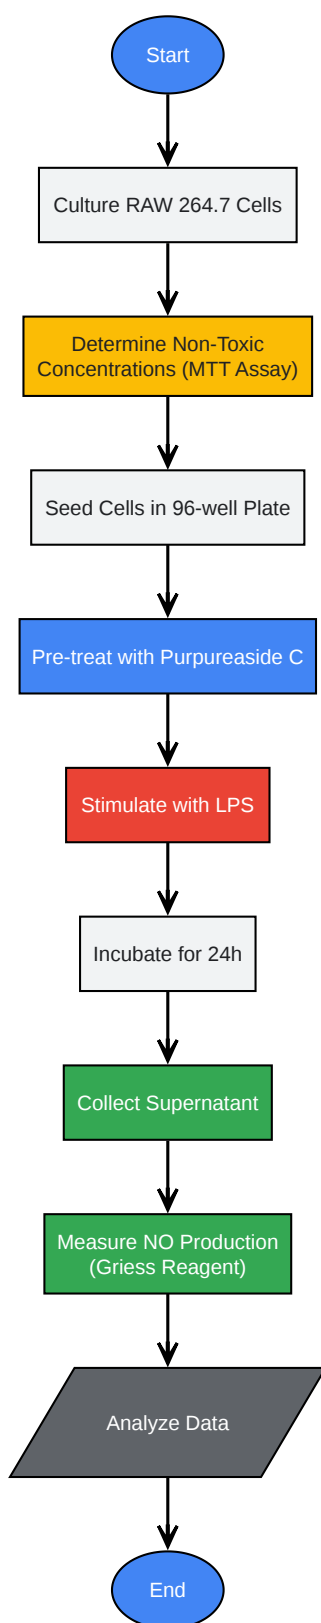 Start
Culture RAW 264.7 Cells
Determine Non-Toxic
Concentrations (MTT Assay)
Seed Cells in 96-well Plate
Pre-treat with Purpureaside C
Stimulate with LPS
Incubate for 24h
Collect Supernatant
Measure NO Production
(Griess Reagent)
Analyze Data
End